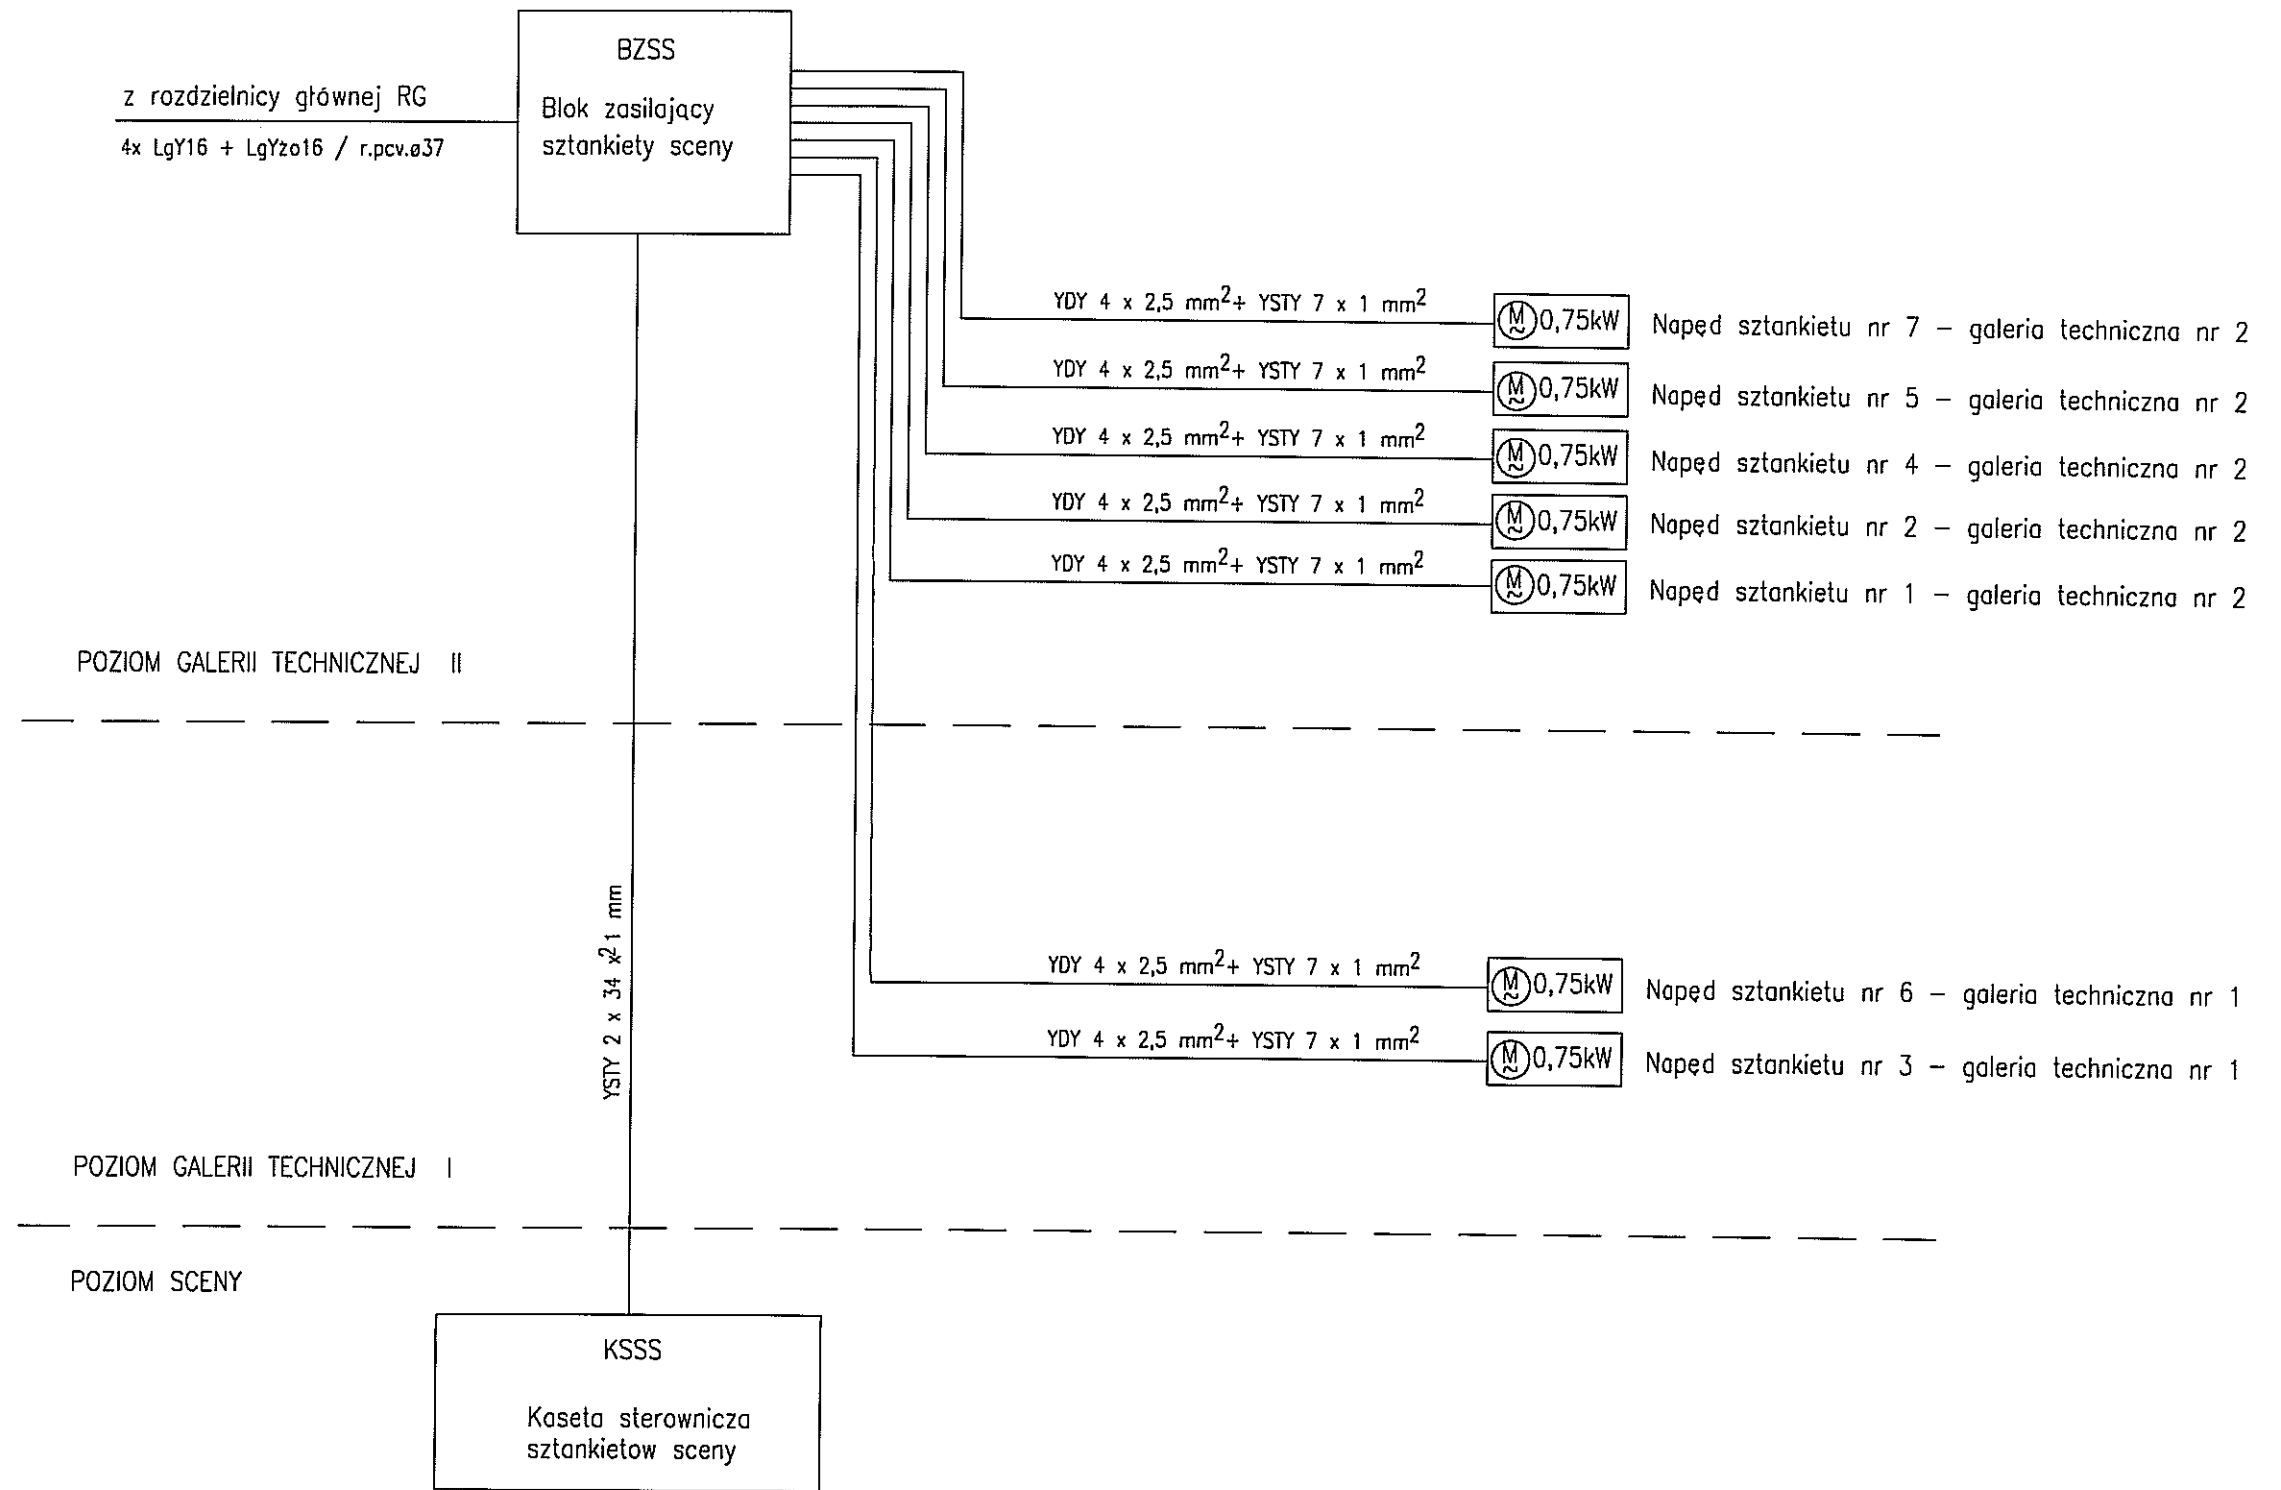 BZSS
Blok zasilający
sztankiety sceny
z rozdzielnicy głównej RG
4x LgY16 + LgYżo16 / r.pcv.ø37
YDY 4 x 2,5 mm²+ YSTY 7 x 1 mm²
M~ 0,75kW
Napęd sztankietu nr 7 – galeria techniczna nr 2
YDY 4 x 2,5 mm²+ YSTY 7 x 1 mm²
M~ 0,75kW
Napęd sztankietu nr 5 – galeria techniczna nr 2
YDY 4 x 2,5 mm²+ YSTY 7 x 1 mm²
M~ 0,75kW
Napęd sztankietu nr 4 – galeria techniczna nr 2
YDY 4 x 2,5 mm²+ YSTY 7 x 1 mm²
M~ 0,75kW
Napęd sztankietu nr 2 – galeria techniczna nr 2
YDY 4 x 2,5 mm²+ YSTY 7 x 1 mm²
M~ 0,75kW
Napęd sztankietu nr 1 – galeria techniczna nr 2
POZIOM GALERII TECHNICZNEJ II
YSTY 2 x 34 x² 1 mm
YDY 4 x 2,5 mm²+ YSTY 7 x 1 mm²
M~ 0,75kW
Napęd sztankietu nr 6 – galeria techniczna nr 1
YDY 4 x 2,5 mm²+ YSTY 7 x 1 mm²
M~ 0,75kW
Napęd sztankietu nr 3 – galeria techniczna nr 1
POZIOM GALERII TECHNICZNEJ I
POZIOM SCENY
KSSS
Kaseta sterownicza
sztankietow sceny